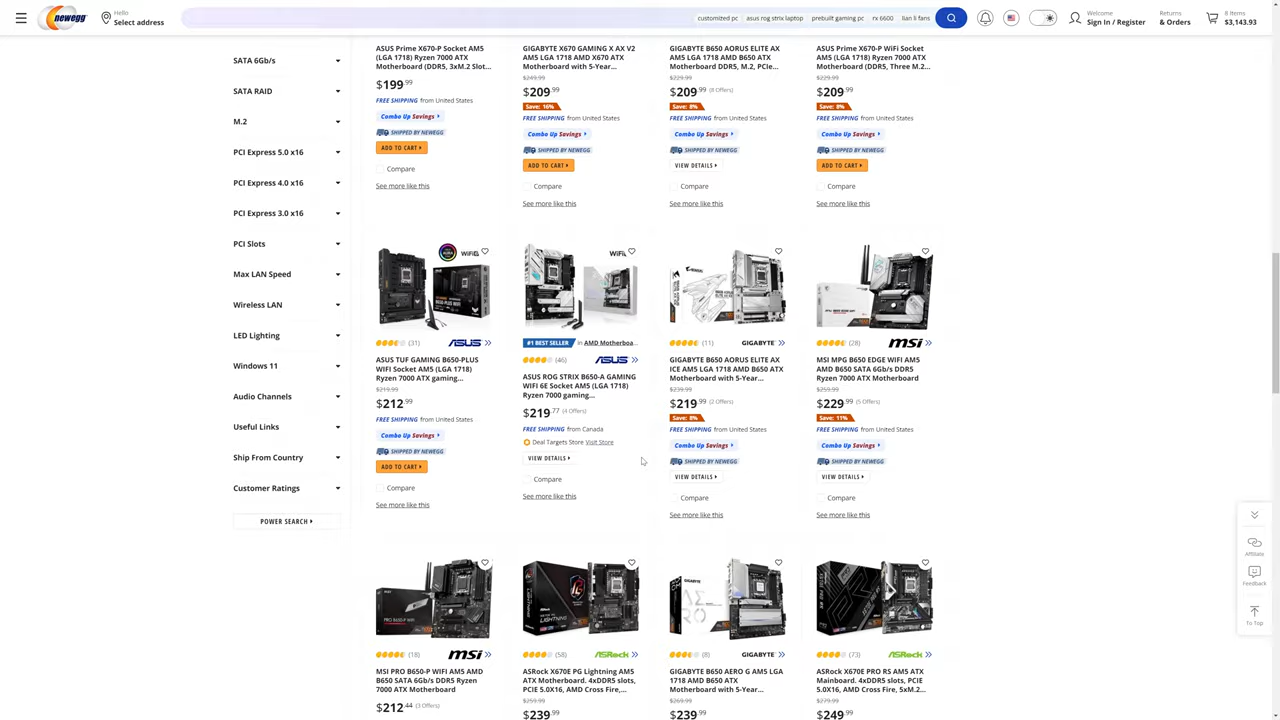 newegg
Hello
Select address
customized pc
asus rog strix laptop
prebuilt gaming pc
rx 6600
lian li fans
Welcome
Sign In / Register
Returns
& Orders
8 Items
$3,143.93
SATA 6Gb/s
SATA RAID
M.2
PCI Express 5.0 x16
PCI Express 4.0 x16
PCI Express 3.0 x16
PCI Slots
Max LAN Speed
Wireless LAN
LED Lighting
Windows 11
Audio Channels
Useful Links
Ship From Country
Customer Ratings
POWER SEARCH
ASUS Prime X670-P Socket AM5
(LGA 1718) Ryzen 7000 ATX
Motherboard (DDR5, 3xM.2 Slot...
$199.99
FREE SHIPPING from United States
Combo Up Savings
SHIPPED BY NEWEGG
ADD TO CART
Compare
See more like this
GIGABYTE X670 GAMING X AX V2
AM5 LGA 1718 AMD X670 ATX
Motherboard with 5-Year...
$249.99
$209.99
Save: 16%
FREE SHIPPING from United States
Combo Up Savings
SHIPPED BY NEWEGG
ADD TO CART
Compare
See more like this
GIGABYTE B650 AORUS ELITE AX
AM5 LGA 1718 AMD B650 ATX
Motherboard DDR5, M.2, PCIe...
$229.99
$209.99 (8 Offers)
Save: 8%
FREE SHIPPING from United States
Combo Up Savings
SHIPPED BY NEWEGG
VIEW DETAILS
Compare
See more like this
ASUS Prime X670-P WiFi Socket
AM5 (LGA 1718) Ryzen 7000 ATX
Motherboard (DDR5, Three M.2...
$229.99
$209.99
Save: 8%
FREE SHIPPING from United States
Combo Up Savings
SHIPPED BY NEWEGG
ADD TO CART
Compare
See more like this
WiFi6
(31)
ASUS
ASUS TUF GAMING B650-PLUS
WIFI Socket AM5 (LGA 1718)
Ryzen 7000 ATX gaming...
$219.99
$212.99
FREE SHIPPING from United States
Combo Up Savings
SHIPPED BY NEWEGG
ADD TO CART
Compare
See more like this
WiFi
#1 BEST SELLER in AMD Motherboa...
(46)
ASUS
ASUS ROG STRIX B650-A GAMING
WIFI 6E Socket AM5 (LGA 1718)
Ryzen 7000 gaming...
$219.77 (4 Offers)
FREE SHIPPING from Canada
Deal Targets Store Visit Store
VIEW DETAILS
Compare
See more like this
(11)
GIGABYTE
GIGABYTE B650 AORUS ELITE AX
ICE AM5 LGA 1718 AMD B650 ATX
Motherboard with 5-Year...
$239.99
$219.99 (2 Offers)
Save: 8%
FREE SHIPPING from United States
Combo Up Savings
SHIPPED BY NEWEGG
VIEW DETAILS
Compare
See more like this
(28)
msi
MSI MPG B650 EDGE WIFI AM5
AMD B650 SATA 6Gb/s DDR5
Ryzen 7000 ATX Motherboard
$259.99
$229.99 (5 Offers)
Save: 11%
FREE SHIPPING from United States
Combo Up Savings
SHIPPED BY NEWEGG
VIEW DETAILS
Compare
See more like this
(18)
msi
MSI PRO B650-P WIFI AM5 AMD
B650 SATA 6Gb/s DDR5 Ryzen
7000 ATX Motherboard
$212.44 (3 Offers)
LIGHTNING
(58)
ASRock
ASRock X670E PG Lightning AM5
ATX Motherboard. 4xDDR5 slots,
PCIE 5.0X16, AMD Cross Fire,...
$259.99
$239.99
(8)
GIGABYTE
GIGABYTE B650 AERO G AM5 LGA
1718 AMD B650 ATX
Motherboard with 5-Year...
$269.99
$239.99
(73)
ASRock
ASRock X670E PRO RS AM5 ATX
Mainboard. 4xDDR5 slots, PCIE
5.0X16, AMD Cross Fire, 5xM.2...
$279.99
$249.99
Affiliate
Feedback
To Top